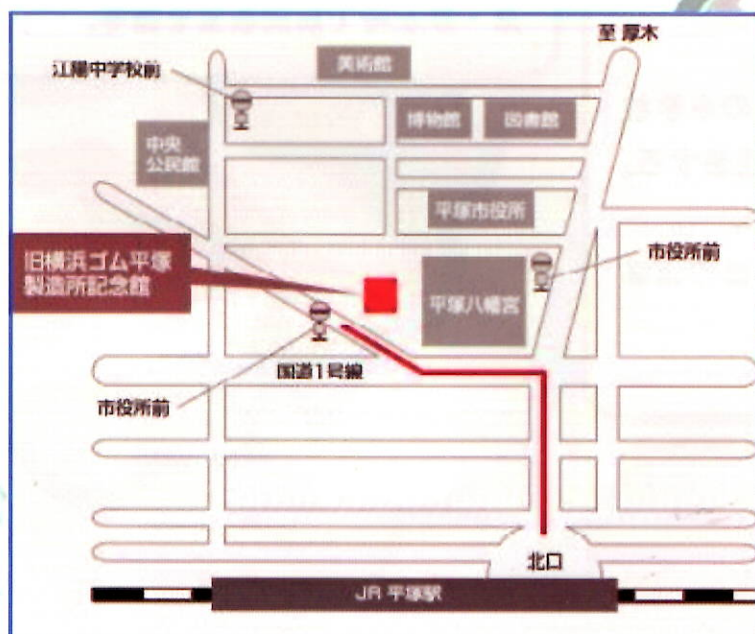 至 厚木
美術館
江陽中学校前
博物館
図書館
中央
公民館
平塚市役所
市役所前
旧横浜ゴム平塚
製造所記念館
平塚八幡宮
国道1号線
市役所前
北口
JR 平塚駅